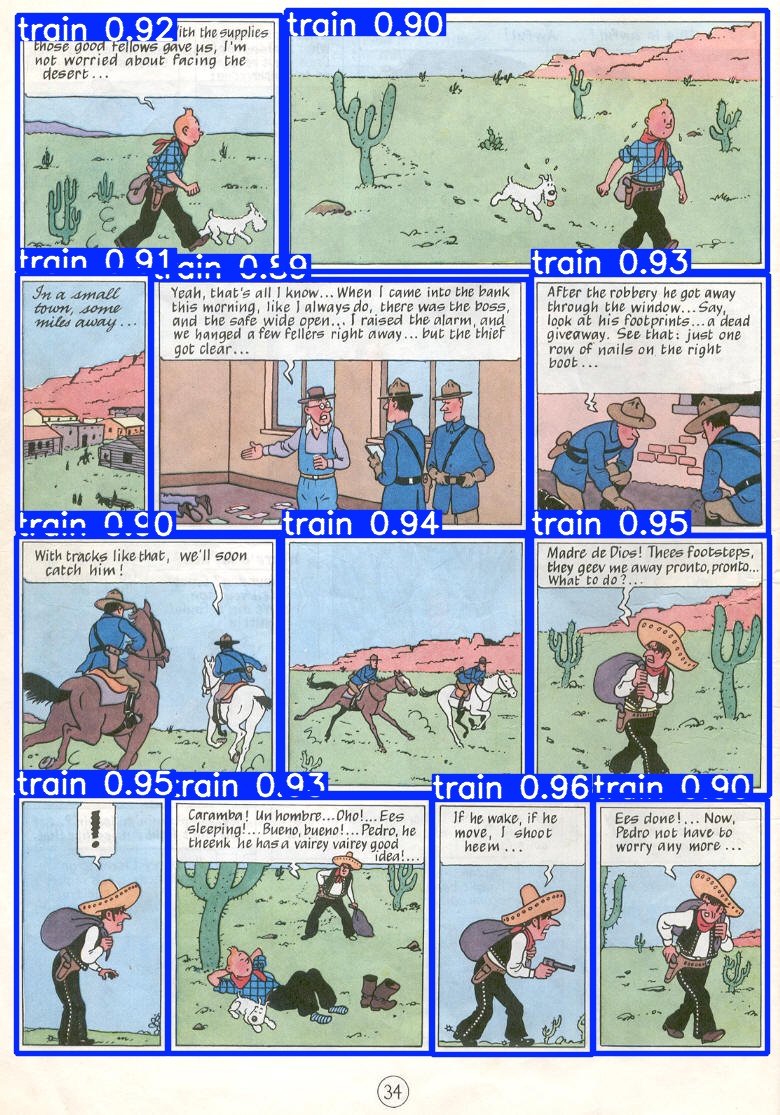 train 0.92
ith the supplies
those good fellows gave us, I'm
not worried about facing the
desert...
train 0.90
train 0.91
In a small
town, some
miles away...
train 0.89
Yeah, that's all I know... When I came into the bank
this morning, like I always do, there was the boss,
and the safe wide open... I raised the alarm, and
we hanged a few fellers right away... but the thief
got clear...
train 0.93
After the robbery he got away
through the window... Say,
look at his footprints... a dead
giveaway. See that: just one
row of nails on the right
boot...
train 0.90
With tracks like that, we'll soon
catch him!
train 0.94
train 0.95
Madre de Dios! Thees footsteps,
they geev me away pronto, pronto...
What to do?...
train 0.95
!
train 0.93
Caramba! Un hombre... Oho!... Ees
sleeping!... Bueno, bueno!... Pedro, he
theenk he has a vairey vairey good
idea!...
train 0.96
If he wake, if he
move, I shoot
heem...
train 0.90
Ees done!... Now,
Pedro not have to
worry any more...
34